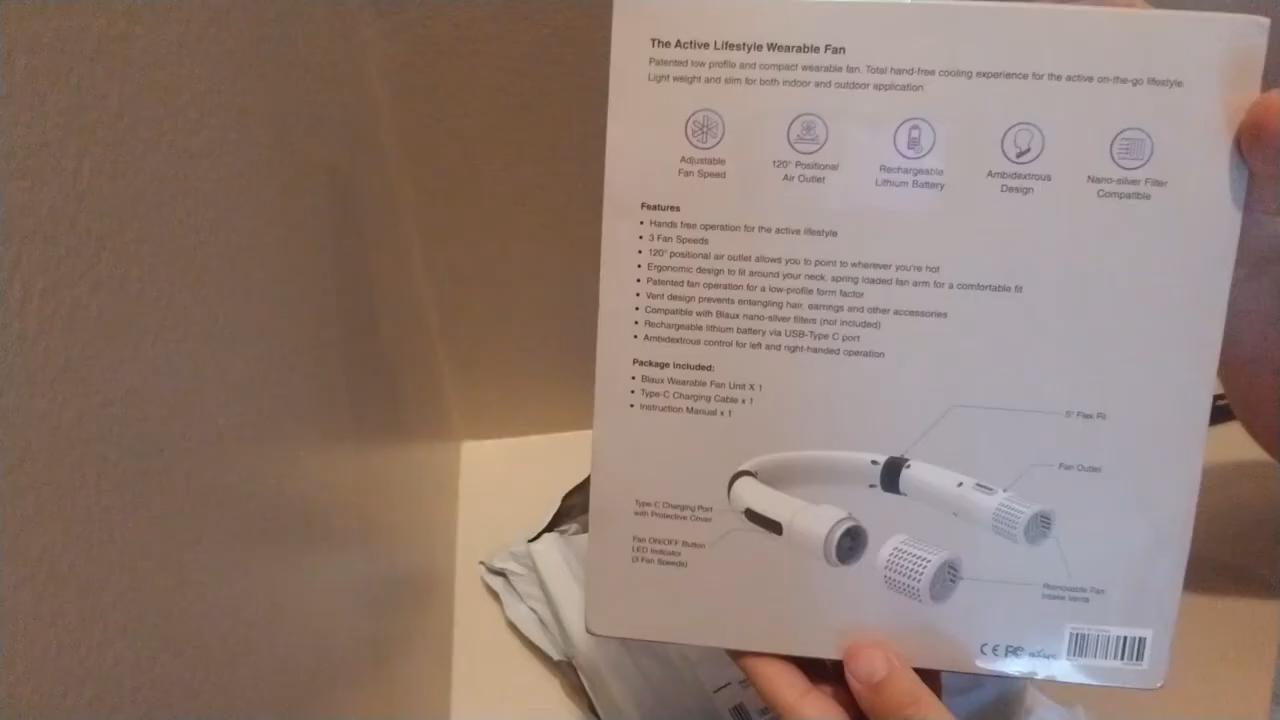 The Active Lifestyle Wearable Fan
Patented low profile and compact wearable fan. Total hand-free cooling experience for the active on-the-go lifestyle.
Light weight and slim for both indoor and outdoor application.
Adjustable
Fan Speed
120° Positional
Air Outlet
Rechargeable
Lithium Battery
Ambidextrous
Design
Nano-silver Filter
Compatible
Features
• Hands free operation for the active lifestyle
• 3 Fan Speeds
• 120° positional air outlet allows you to point to wherever you're hot
• Ergonomic design to fit around your neck, spring loaded fan arm for a comfortable fit
• Patented fan operation for a low-profile form factor
• Vent design prevents entangling hair, earrings and other accessories
• Compatible with Blaux nano-silver filters (not included)
• Rechargeable lithium battery via USB-Type C port
• Ambidextrous control for left and right-handed operation
Package Included:
• Blaux Wearable Fan Unit X 1
• Type-C Charging Cable x 1
• Instruction Manual x 1
5° Flex Fit
Fan Outlet
Type-C Charging Port
with Protective Cover
Fan ON/OFF Button
LED Indicator
(3 Fan Speeds)
Removable Fan
Intake Vents
CE FC